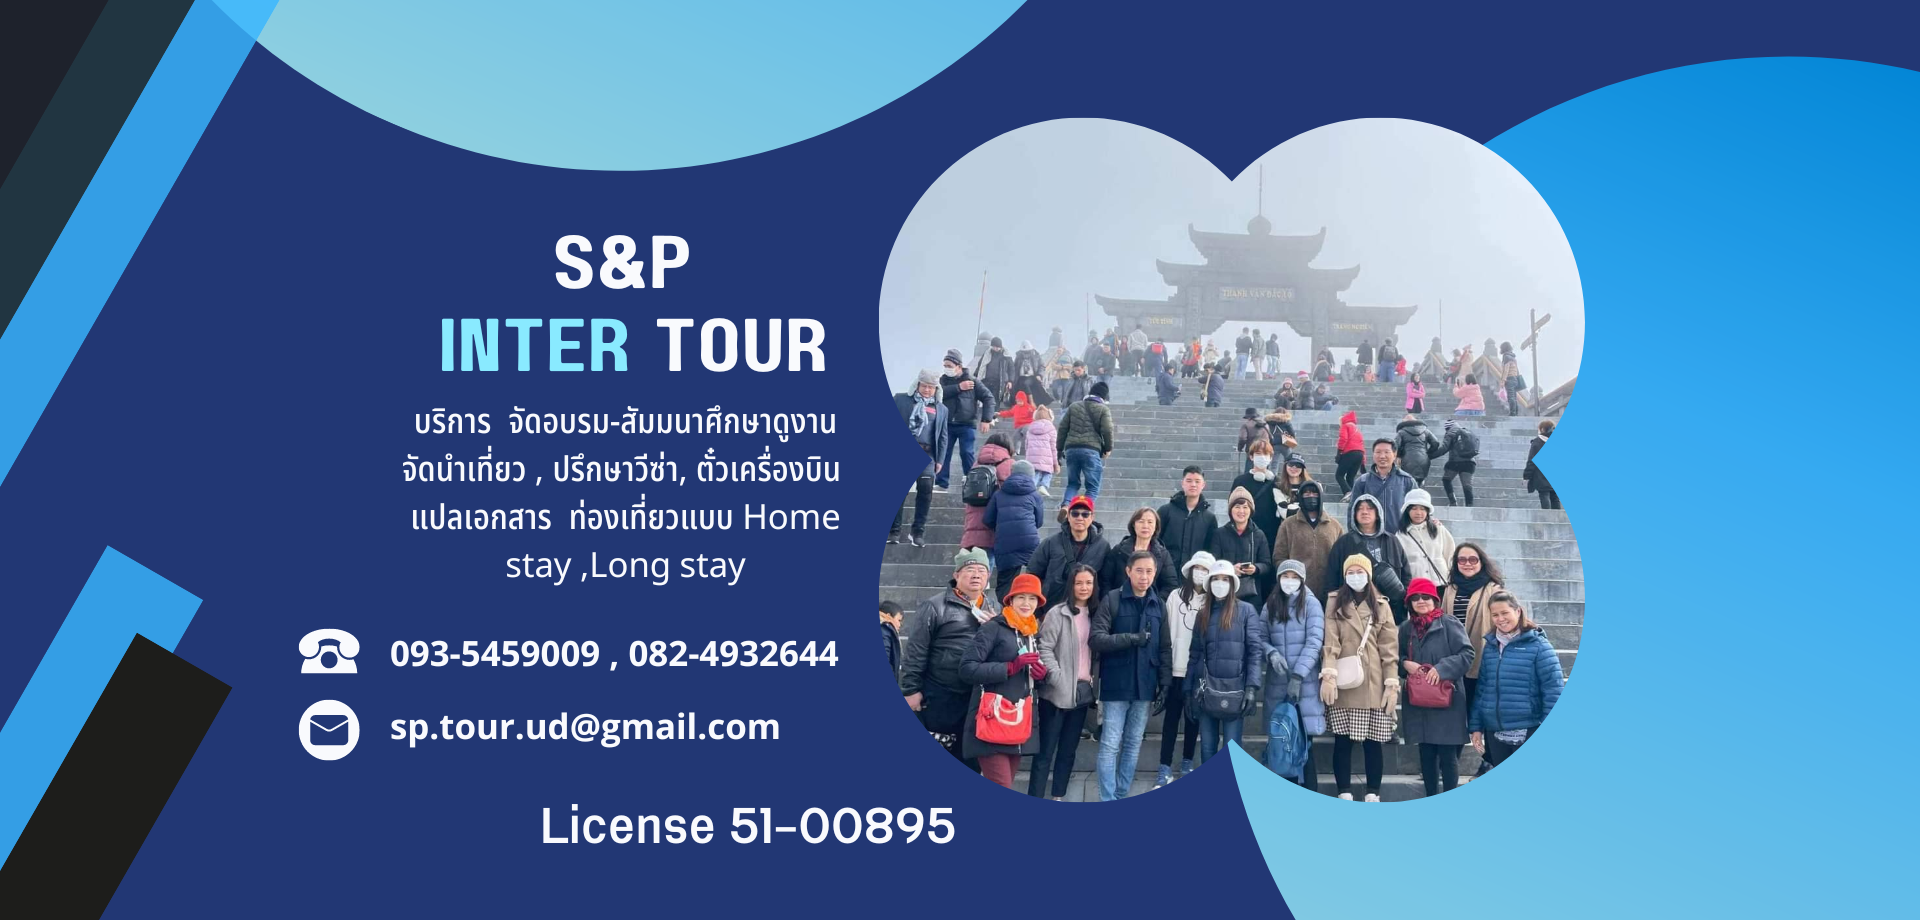 S&P
INTER TOUR
บริการ จัดอบรม-สัมมนาศึกษาดูงาน
จัดนำเที่ยว , ปรึกษาวีซ่า, ตั๋วเครื่องบิน
แปลเอกสาร ท่องเที่ยวแบบ Home
stay ,Long stay
093-5459009 , 082-4932644
sp.tour.ud@gmail.com
License 51-00895